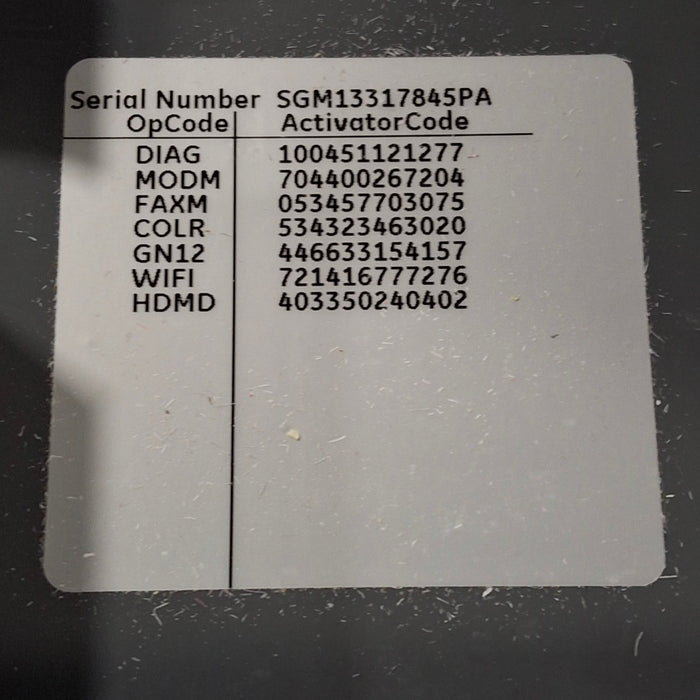 Serial Number SGM13317845PA
OpCode ActivatorCode
DIAG 100451121277
MODM 704400267204
FAXM 053457703075
COLR 534323463020
GN12 446633154157
WIFI 721416777276
HDMD 403350240402